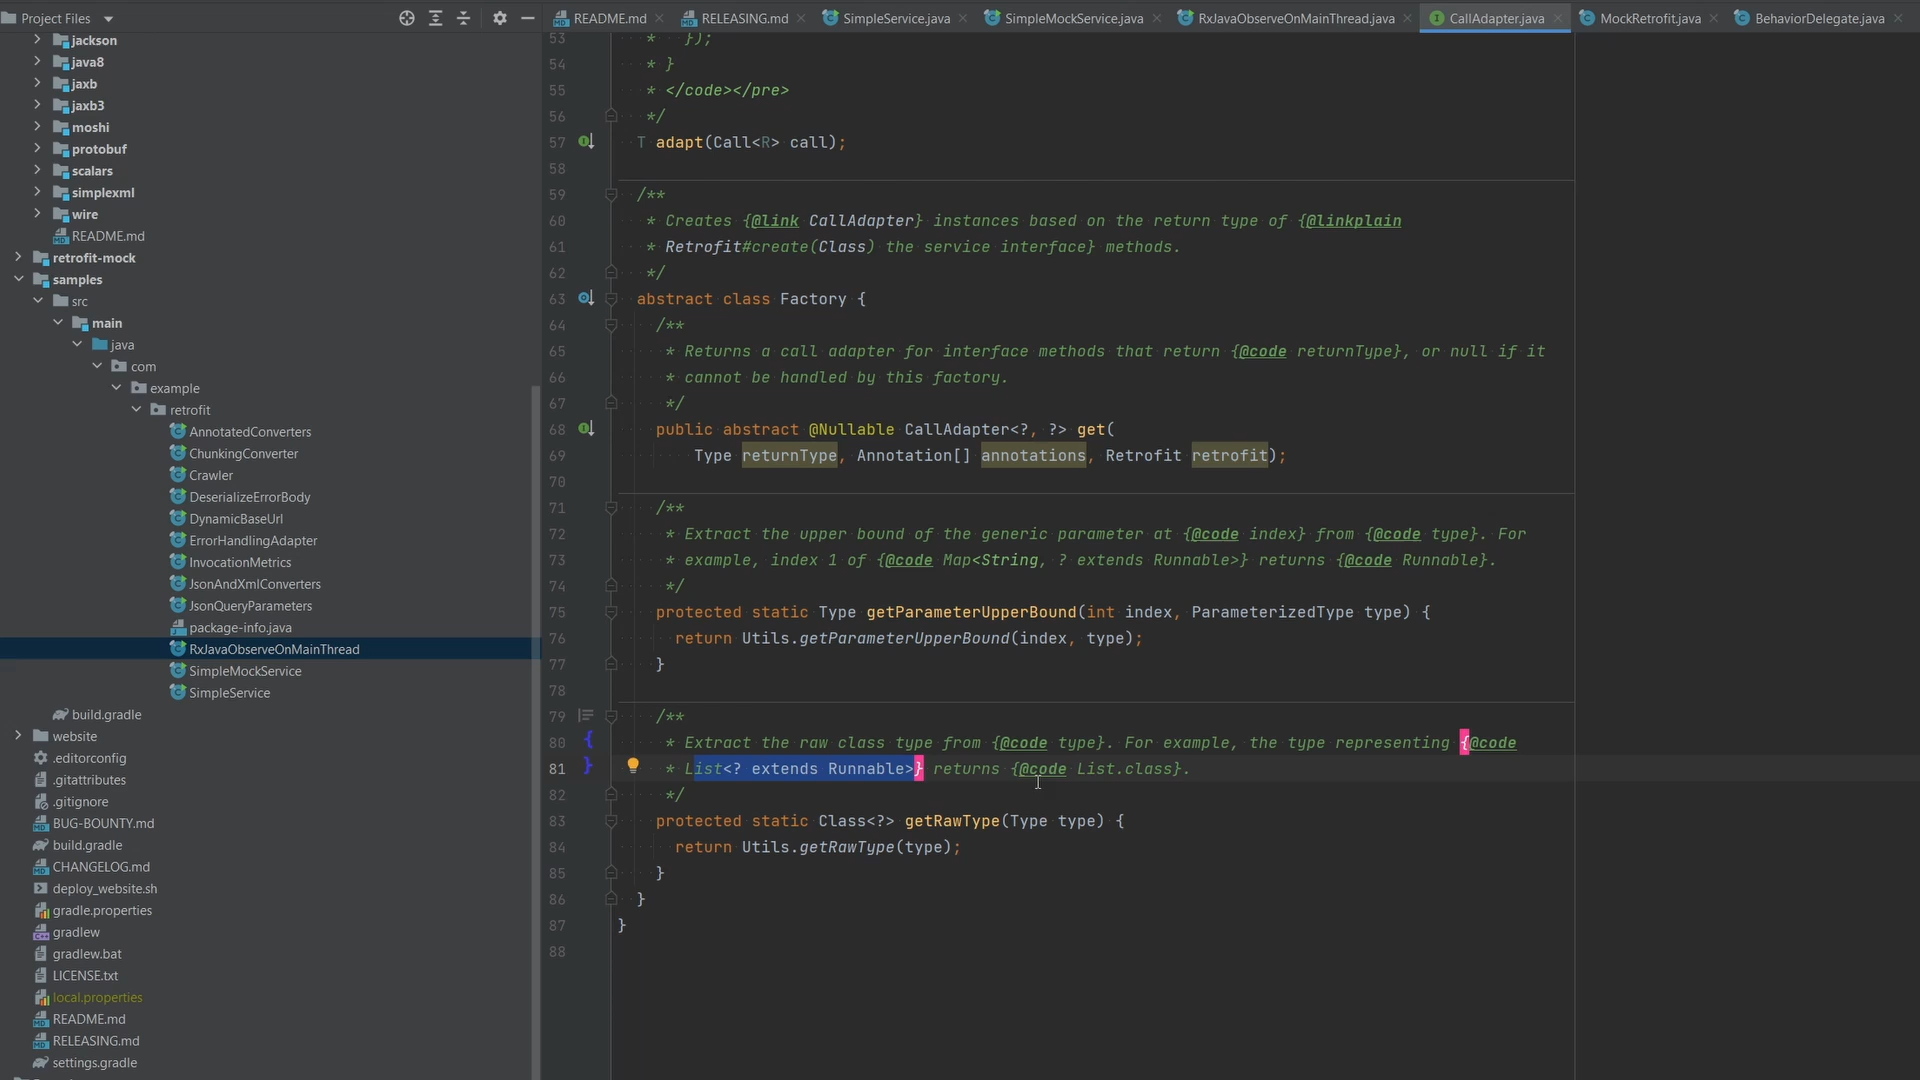 Project Files
jackson
java8
jaxb
jaxb3
moshi
protobuf
scalars
simplexml
wire
README.md
retrofit-mock
samples
src
main
java
com
example
retrofit
AnnotatedConverters
ChunkingConverter
Crawler
DeserializeErrorBody
DynamicBaseUrl
ErrorHandlingAdapter
InvocationMetrics
JsonAndXmlConverters
JsonQueryParameters
package-info.java
RxJavaObserveOnMainThread
SimpleMockService
SimpleService
build.gradle
website
.editorconfig
.gitattributes
.gitignore
BUG-BOUNTY.md
build.gradle
CHANGELOG.md
deploy_website.sh
gradle.properties
gradlew
gradlew.bat
LICENSE.txt
local.properties
README.md
RELEASING.md
settings.gradle
README.md RELEASING.md SimpleService.java SimpleMockService.java RxJavaObserveOnMainThread.java CallAdapter.java MockRetrofit.java BehaviorDelegate.java
53 *   });
54 * }
55 * </code></pre>
56 */
57 T adapt(Call<R> call);
58
59 /**
60 * Creates {@link CallAdapter} instances based on the return type of {@linkplain
61 * Retrofit#create(Class) the service interface} methods.
62 */
63 abstract class Factory {
64 /**
65 * Returns a call adapter for interface methods that return {@code returnType}, or null if it
66 * cannot be handled by this factory.
67 */
68 public abstract @Nullable CallAdapter<?, ?> get(
69 Type returnType, Annotation[] annotations, Retrofit retrofit);
70
71 /**
72 * Extract the upper bound of the generic parameter at {@code index} from {@code type}. For
73 * example, index 1 of {@code Map<String, ? extends Runnable>} returns {@code Runnable}.
74 */
75 protected static Type getParameterUpperBound(int index, ParameterizedType type) {
76 return Utils.getParameterUpperBound(index, type);
77 }
78
79 /**
80 * Extract the raw class type from {@code type}. For example, the type representing {@code
81 * List<? extends Runnable>} returns {@code List.class}.
82 */
83 protected static Class<?> getRawType(Type type) {
84 return Utils.getRawType(type);
85 }
86 }
87 }
88